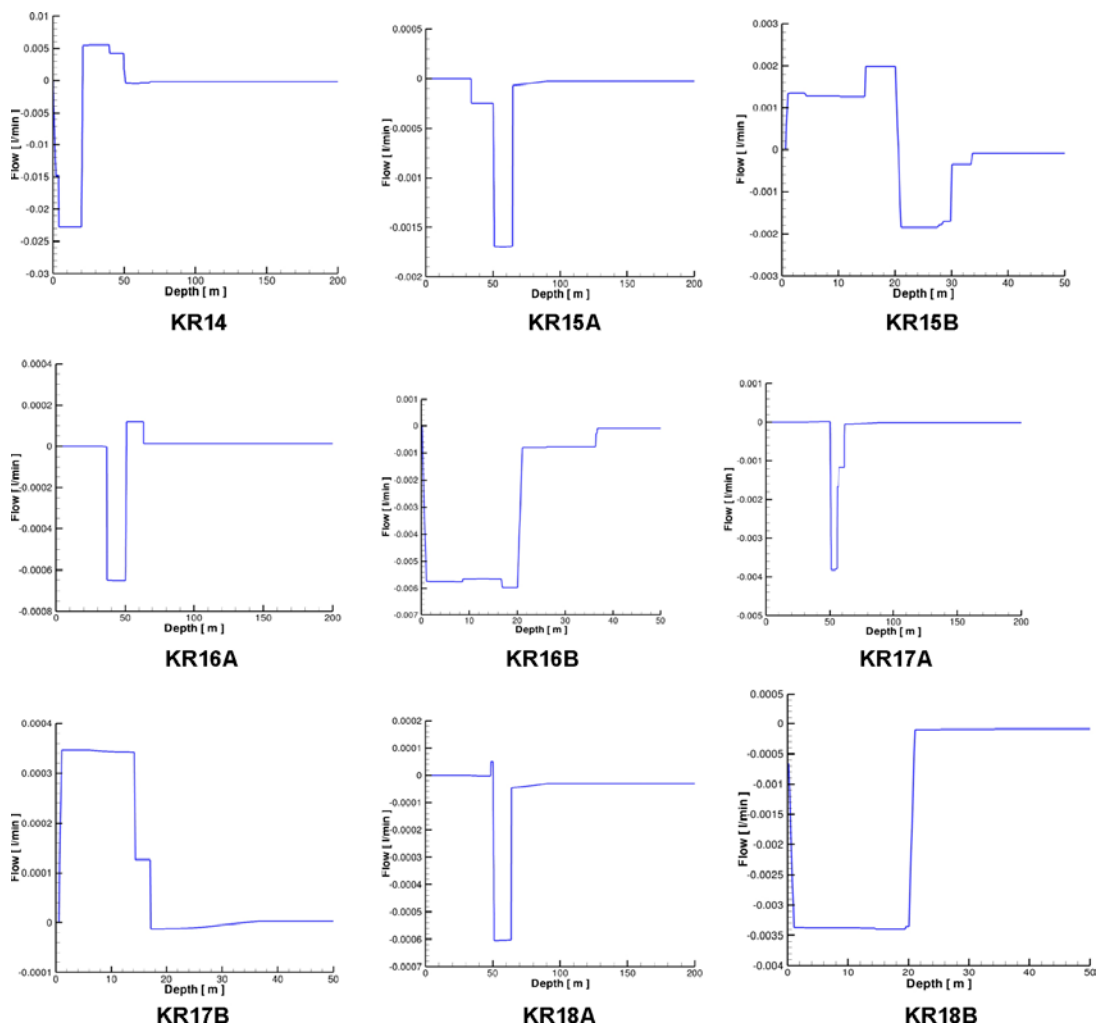 0.01
0.005
0
-0.005
-0.01
-0.015
-0.02
-0.025
-0.03
Flow [ l/min ]
0 50 100 150 200
Depth [ m ]
KR14
0.0005
0
-0.0005
-0.001
-0.0015
-0.002
Flow [ l/min ]
0 50 100 150 200
Depth [ m ]
KR15A
0.003
0.002
0.001
0
-0.001
-0.002
-0.003
Flow [ l/min ]
0 10 20 30 40 50
Depth [ m ]
KR15B
0.0004
0.0002
0
-0.0002
-0.0004
-0.0006
-0.0008
Flow [ l/min ]
0 50 100 150 200
Depth [ m ]
KR16A
0.001
0
-0.001
-0.002
-0.003
-0.004
-0.005
-0.006
-0.007
Flow [ l/min ]
0 10 20 30 40 50
Depth [ m ]
KR16B
0.001
0
-0.001
-0.002
-0.003
-0.004
-0.005
Flow [ l/min ]
0 50 100 150 200
Depth [ m ]
KR17A
0.0004
0.0003
0.0002
0.0001
0
-0.0001
Flow [ l/min ]
0 10 20 30 40 50
Depth [ m ]
KR17B
0.0002
0.0001
0
-0.0001
-0.0002
-0.0003
-0.0004
-0.0005
-0.0006
-0.0007
Flow [ l/min ]
0 50 100 150 200
Depth [ m ]
KR18A
0.0005
0
-0.0005
-0.001
-0.0015
-0.002
-0.0025
-0.003
-0.0035
-0.004
Flow [ l/min ]
0 10 20 30 40 50
Depth [ m ]
KR18B